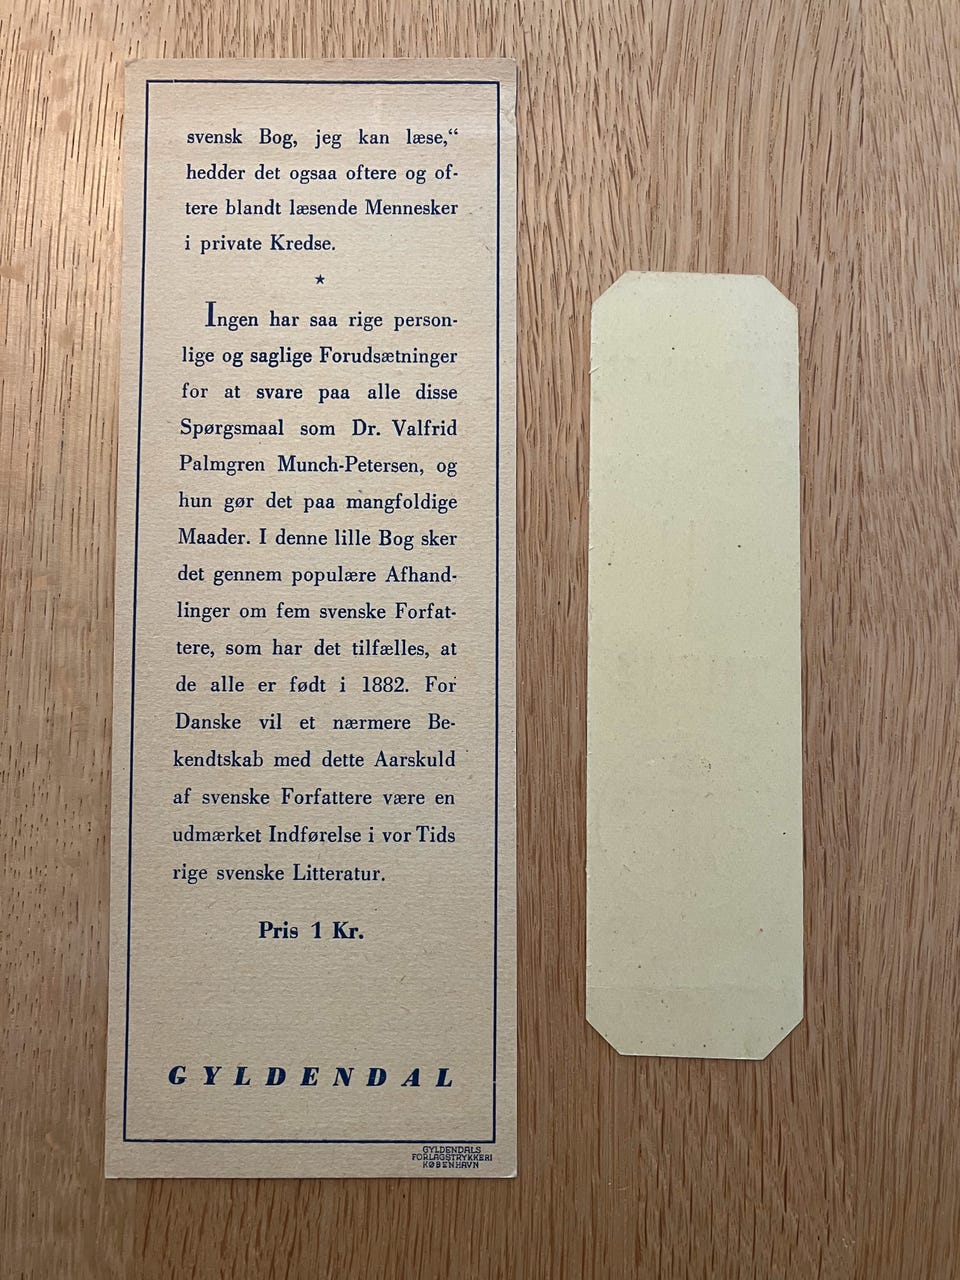 svensk Bog, jeg kan læse,“
hedder det ogsaa oftere og of-
tere blandt læsende Mennesker
i private Kredse.
*
Ingen har saa rige person-
lige og saglige Forudsætninger
for at svare paa alle disse
Spørgsmaal som Dr. Valfrid
Palmgren Munch-Petersen, og
hun gør det paa mangfoldige
Maader. I denne lille Bog sker
det gennem populære Afhand-
linger om fem svenske Forfat-
tere, som har det tilfælles, at
de alle er født i 1882. For
Danske vil et nærmere Be-
kendtskab med dette Aarskuld
af svenske Forfattere være en
udmærket Indførelse i vor Tids
rige svenske Litteratur.
Pris 1 Kr.
GYLDENDAL
GYLDENDALS
FORLAGSTRYKKERI
KØBENHAVN